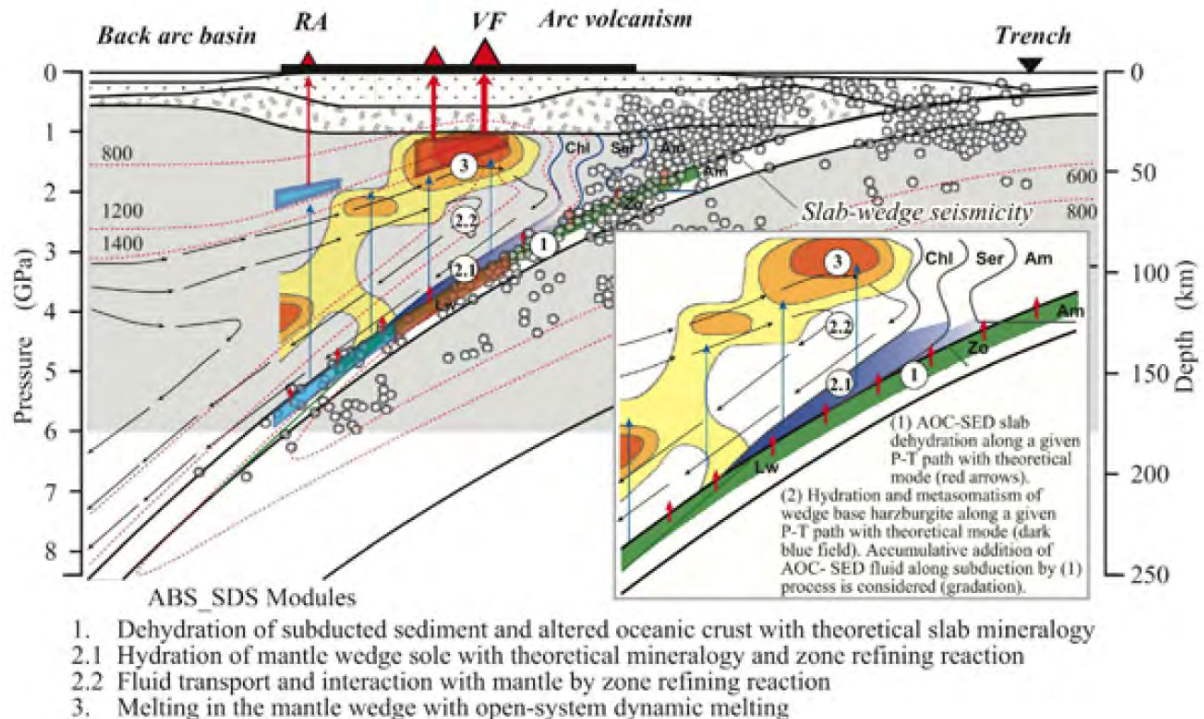 Back arc basin RA VF Arc volcanism Trench
0
1
2
3
4
5
6
7
8
Pressure (GPa)
0
50
100
150
200
250
Depth (km)
800
1200
1400
600
800
3
2.2
2.1
1
Chl Ser Am
Am
Zo
Lw
Slab-wedge seismicity
3
Chl Ser Am
2.2
Am
Zo
2.1
1
Lw
(1) AOC-SED slab
dehydration along a given
P-T path with theoretical
mode (red arrows).
(2) Hydration and metasomatism of
wedge base harzburgite along a given
P-T path with theoretical mode (dark
blue field). Accumulative addition of
AOC- SED fluid along subduction by (1)
process is considered (gradation).
ABS_SDS Modules
1. Dehydration of subducted sediment and altered oceanic crust with theoretical slab mineralogy
2.1 Hydration of mantle wedge sole with theoretical mineralogy and zone refining reaction
2.2 Fluid transport and interaction with mantle by zone refining reaction
3. Melting in the mantle wedge with open-system dynamic melting